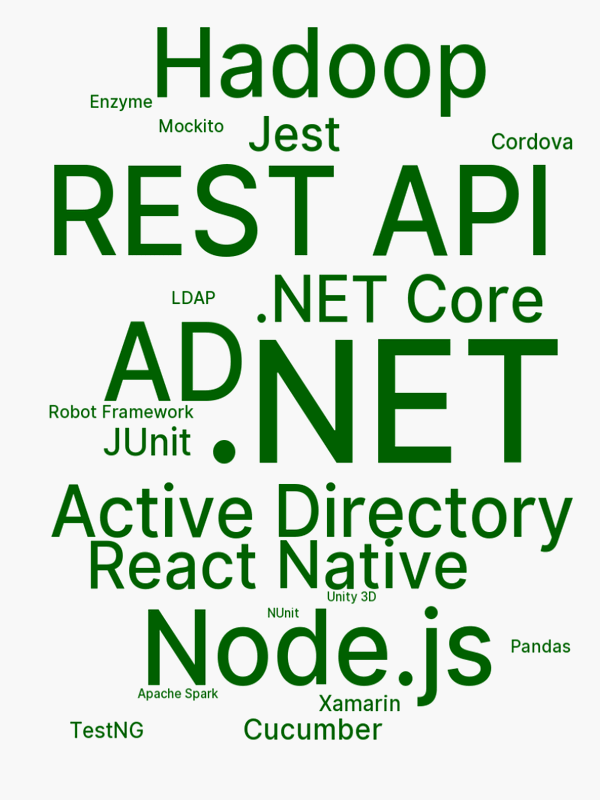 Hadoop
Enzyme
Mockito
Jest
Cordova
REST API
LDAP
.NET Core
AD
.NET
Robot Framework
JUnit
Active Directory
React Native
Unity 3D
NUnit
Node.js
Pandas
Apache Spark
Xamarin
TestNG
Cucumber